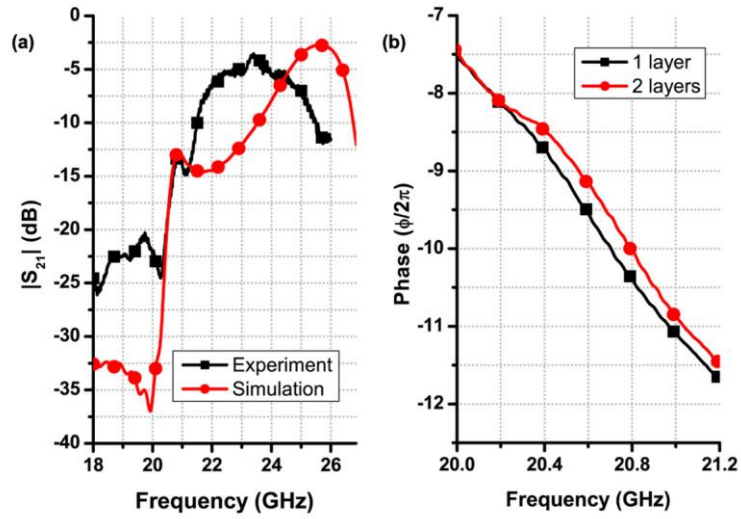 (a)
0
-5
-10
-15
-20
-25
-30
-35
-40
|S21| (dB)
Experiment
Simulation
18 20 22 24 26
Frequency (GHz)
(b)
-7
-8
-9
-10
-11
-12
Phase (ϕ/2π)
1 layer
2 layers
20.0 20.4 20.8 21.2
Frequency (GHz)